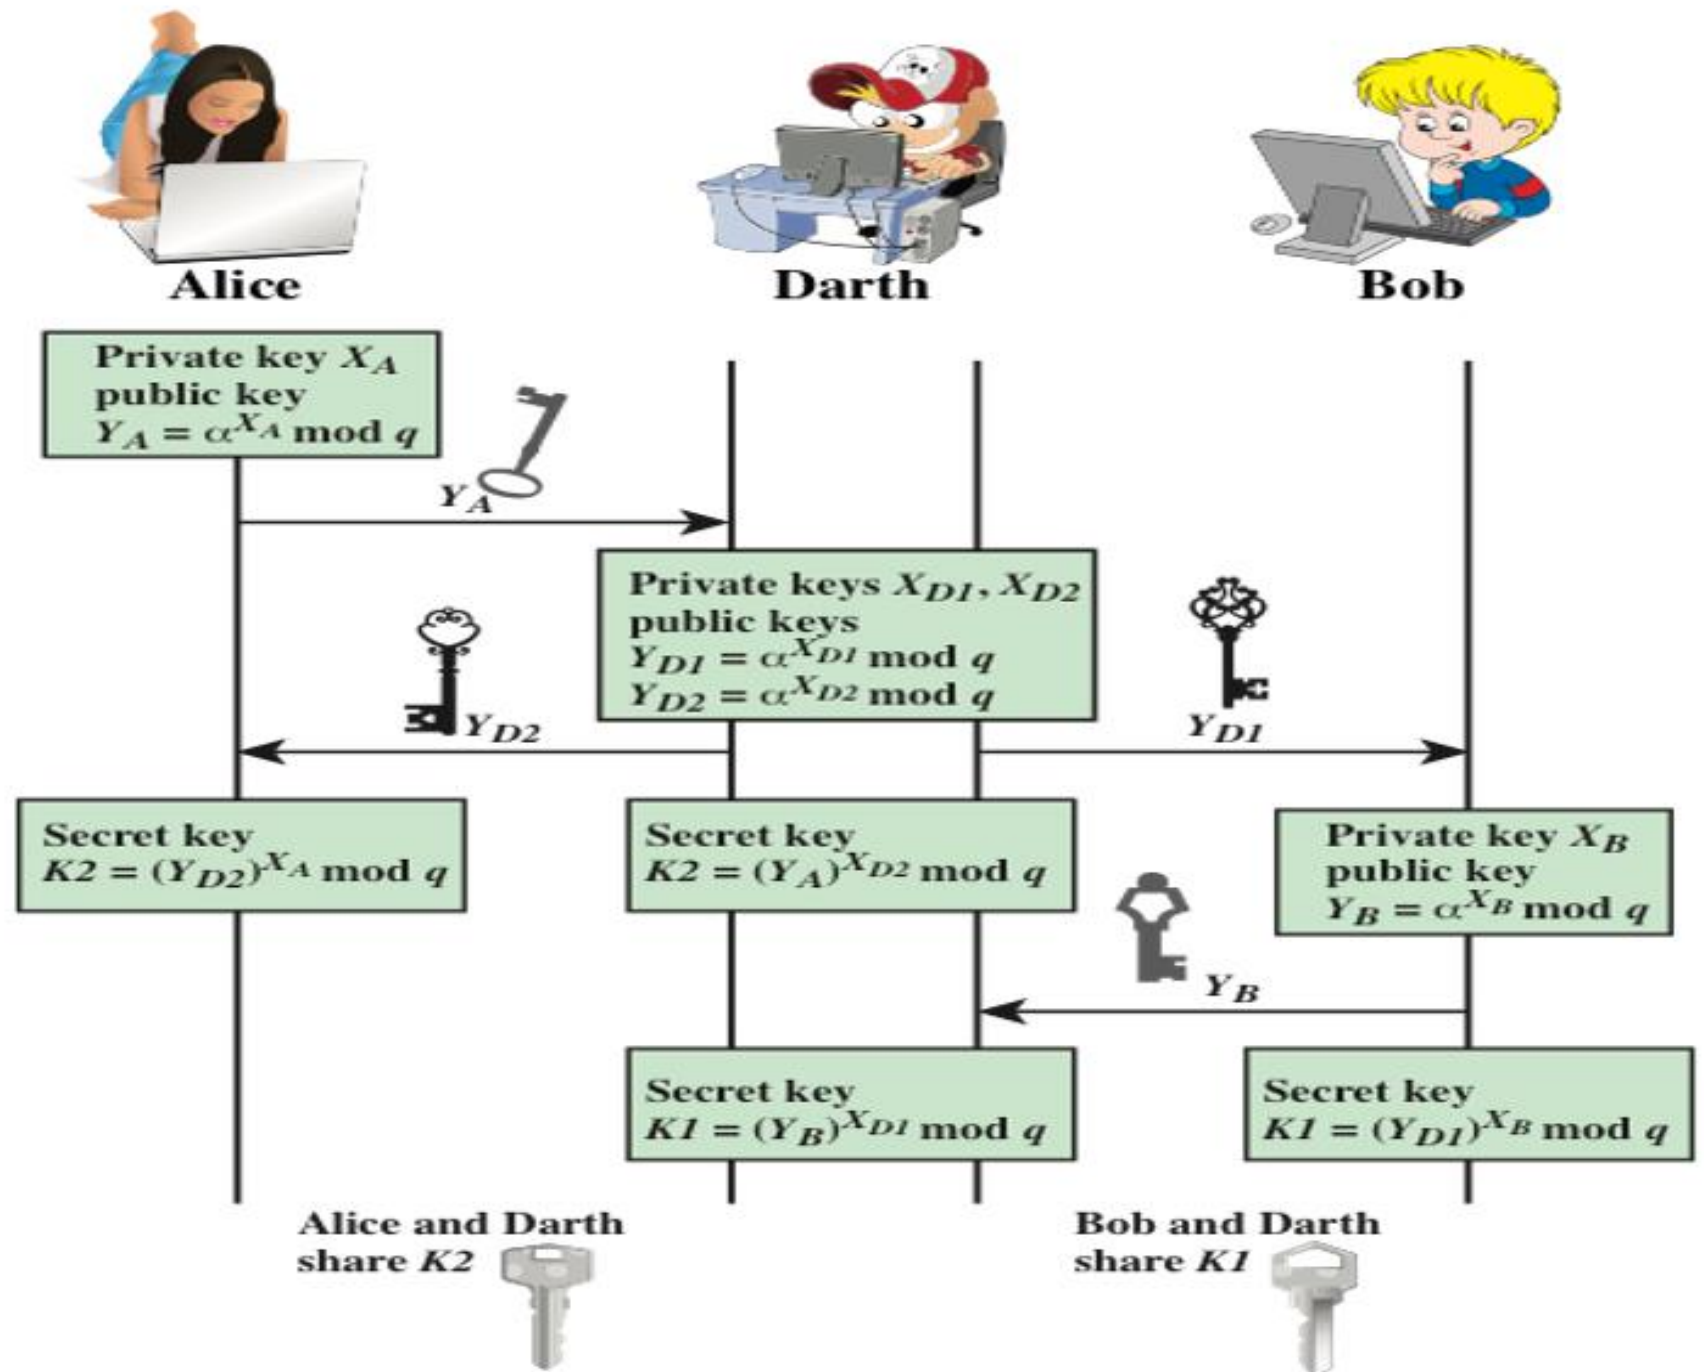 Alice
Darth
Bob
Private key X_A
public key
Y_A = α^{X_A} mod q
Y_A
Private keys X_{D1}, X_{D2}
public keys
Y_{D1} = α^{X_{D1}} mod q
Y_{D2} = α^{X_{D2}} mod q
Y_{D2}
Y_{D1}
Secret key
K2 = (Y_{D2})^{X_A} mod q
Secret key
K2 = (Y_A)^{X_{D2}} mod q
Private key X_B
public key
Y_B = α^{X_B} mod q
Y_B
Secret key
K1 = (Y_B)^{X_{D1}} mod q
Secret key
K1 = (Y_{D1})^{X_B} mod q
Alice and Darth
share K2
Bob and Darth
share K1